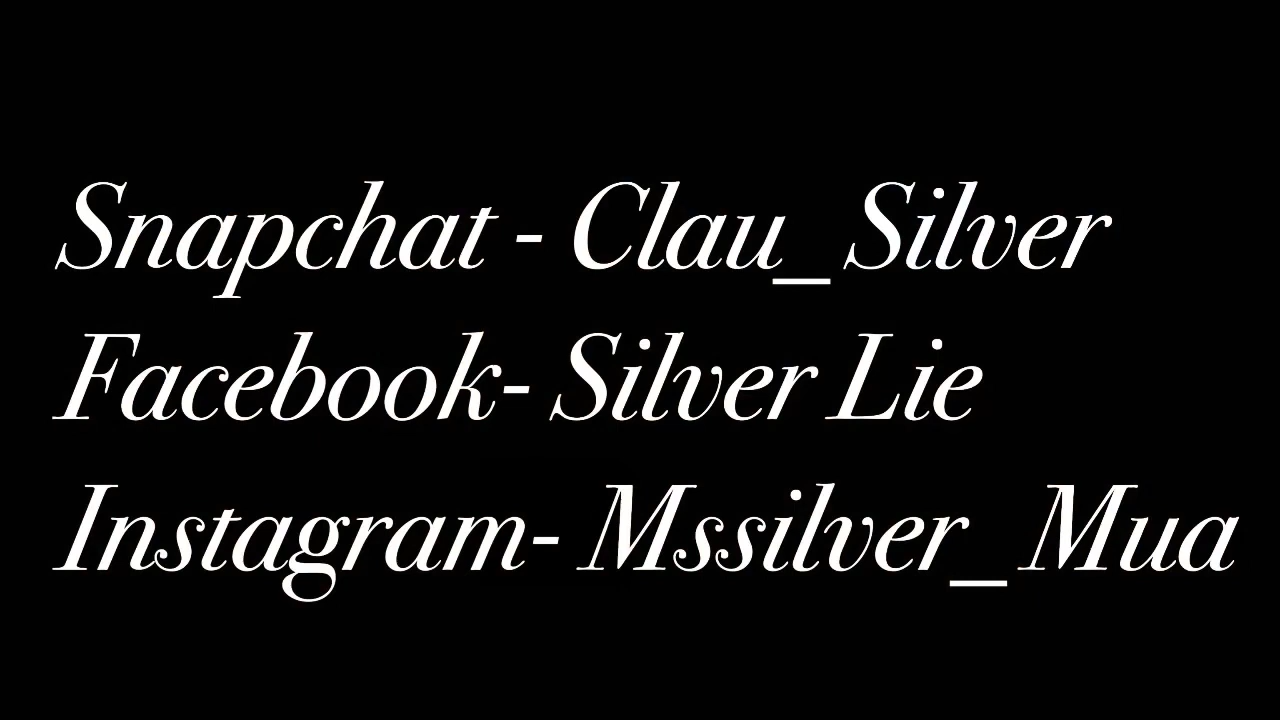 Snapchat - Clau_Silver
Facebook- Silver Lie
Instagram- Mssilver_Mua